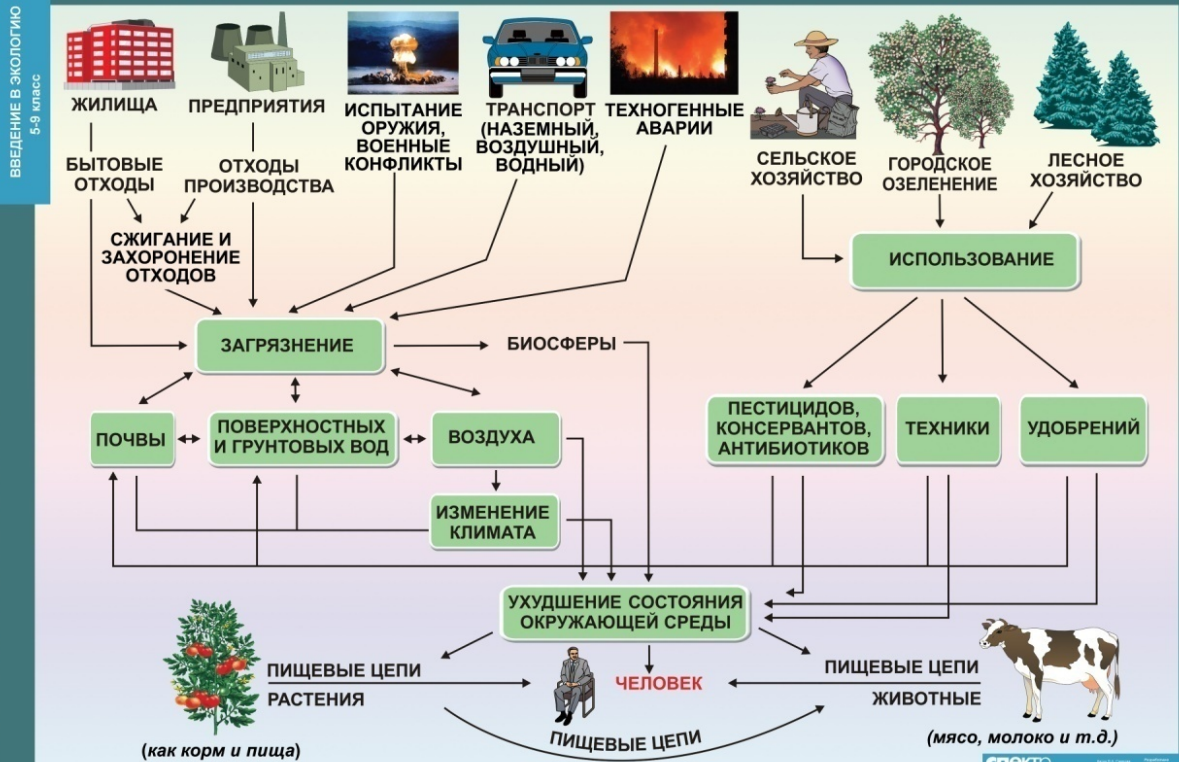 ВВЕДЕНИЕ В ЭКОЛОГИЮ
5-9 класс
ЖИЛИЩА
ПРЕДПРИЯТИЯ
ИСПЫТАНИЕ
ОРУЖИЯ,
ВОЕННЫЕ
КОНФЛИКТЫ
ТРАНСПОРТ
(НАЗЕМНЫЙ,
ВОЗДУШНЫЙ,
ВОДНЫЙ)
ТЕХНОГЕННЫЕ
АВАРИИ
СЕЛЬСКОЕ
ХОЗЯЙСТВО
ГОРОДСКОЕ
ОЗЕЛЕНЕНИЕ
ЛЕСНОЕ
ХОЗЯЙСТВО
БЫТОВЫЕ
ОТХОДЫ
ОТХОДЫ
ПРОИЗВОДСТВА
СЖИГАНИЕ И
ЗАХОРОНЕНИЕ
ОТХОДОВ
ИСПОЛЬЗОВАНИЕ
ЗАГРЯЗНЕНИЕ
БИОСФЕРЫ
ПОЧВЫ
ПОВЕРХНОСТНЫХ
И ГРУНТОВЫХ ВОД
ВОЗДУХА
ПЕСТИЦИДОВ,
КОНСЕРВАНТОВ,
АНТИБИОТИКОВ
ТЕХНИКИ
УДОБРЕНИЙ
ИЗМЕНЕНИЕ
КЛИМАТА
УХУДШЕНИЕ СОСТОЯНИЯ
ОКРУЖАЮЩЕЙ СРЕДЫ
ПИЩЕВЫЕ ЦЕПИ
РАСТЕНИЯ
ЧЕЛОВЕК
ПИЩЕВЫЕ ЦЕПИ
ЖИВОТНЫЕ
(как корм и пища)
ПИЩЕВЫЕ ЦЕПИ
(мясо, молоко и т.д.)